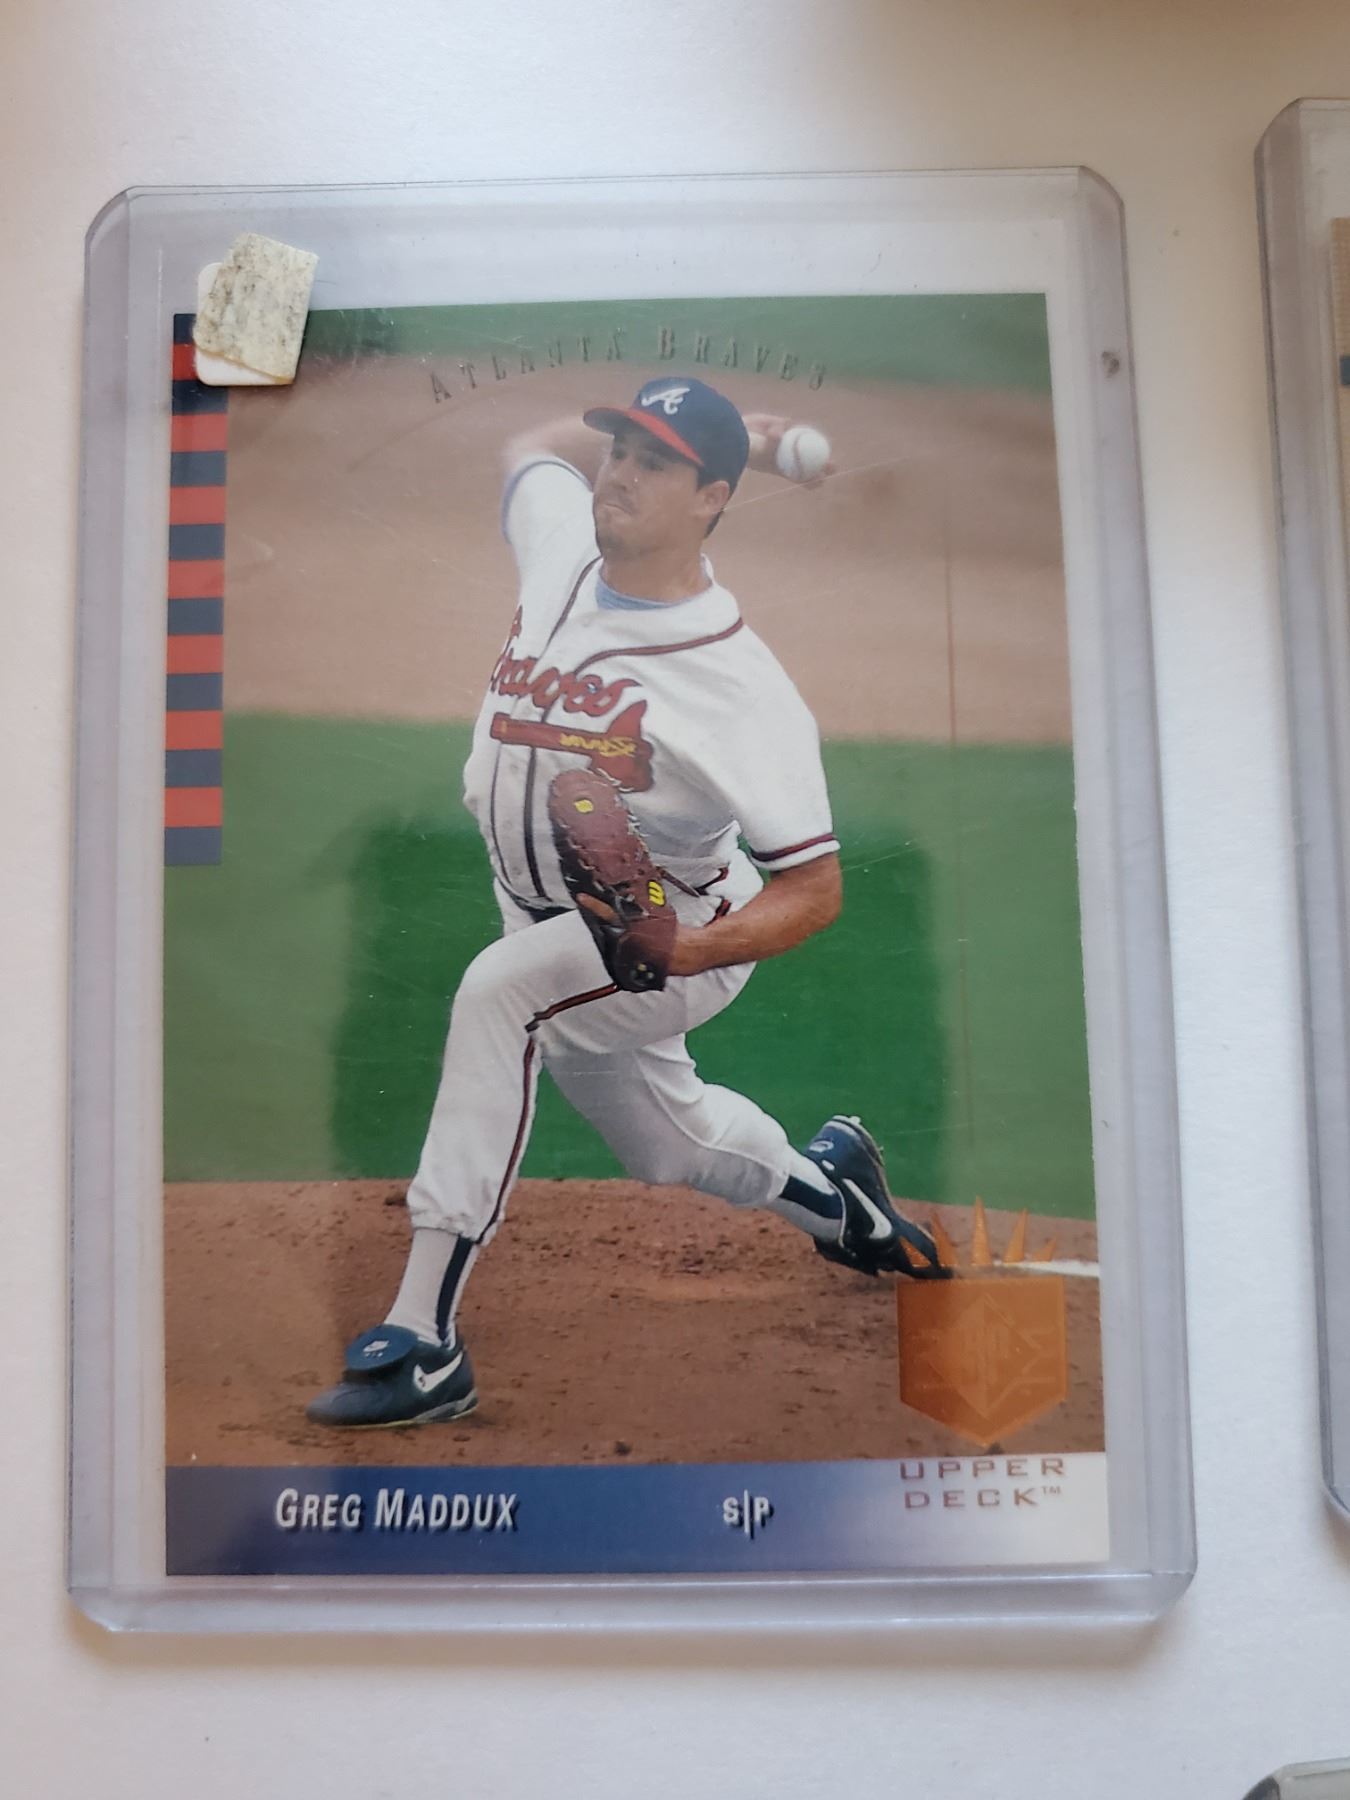 ATLANTA BRAVES
A
Braves
GREG MADDUX
S|P
UPPER
DECK™